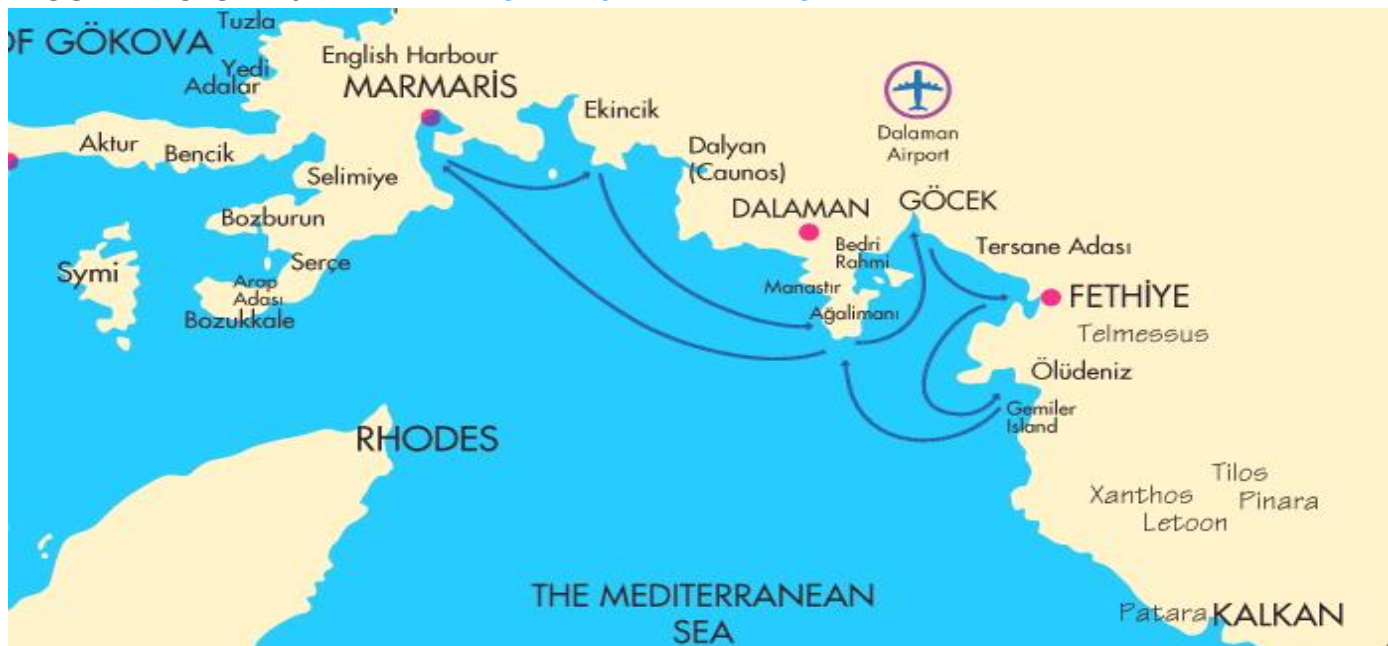 Tuzla
OF GÖKOVA
English Harbour
Yedi
Adalar
MARMARİS
Ekincik
Dalaman
Airport
Aktur
Bencik
Dalyan
(Caunos)
Selimiye
GÖCEK
DALAMAN
Bozburun
Bedri
Rahmi
Tersane Adası
Serçe
Symi
Arap
Adası
Manastır
FETHİYE
Ağalimanı
Bozukkale
Telmessus
Ölüdeniz
Gemiler
Island
RHODES
Tilos
Xanthos
Pinara
Letoon
THE MEDITERRANEAN
SEA
Patara
KALKAN